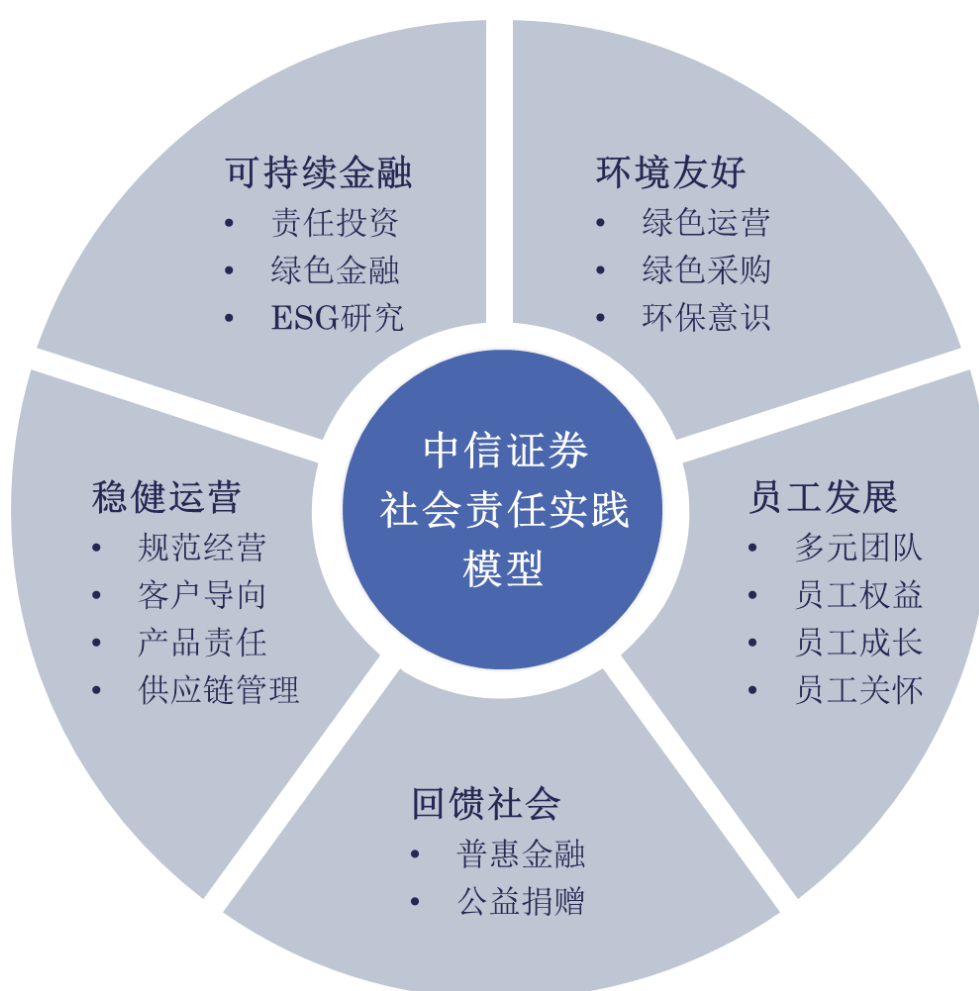 可持续金融
• 责任投资
• 绿色金融
• ESG研究
环境友好
• 绿色运营
• 绿色采购
• 环保意识
中信证券
社会责任实践
模型
稳健运营
• 规范经营
• 客户导向
• 产品责任
• 供应链管理
员工发展
• 多元团队
• 员工权益
• 员工成长
• 员工关怀
回馈社会
• 普惠金融
• 公益捐赠